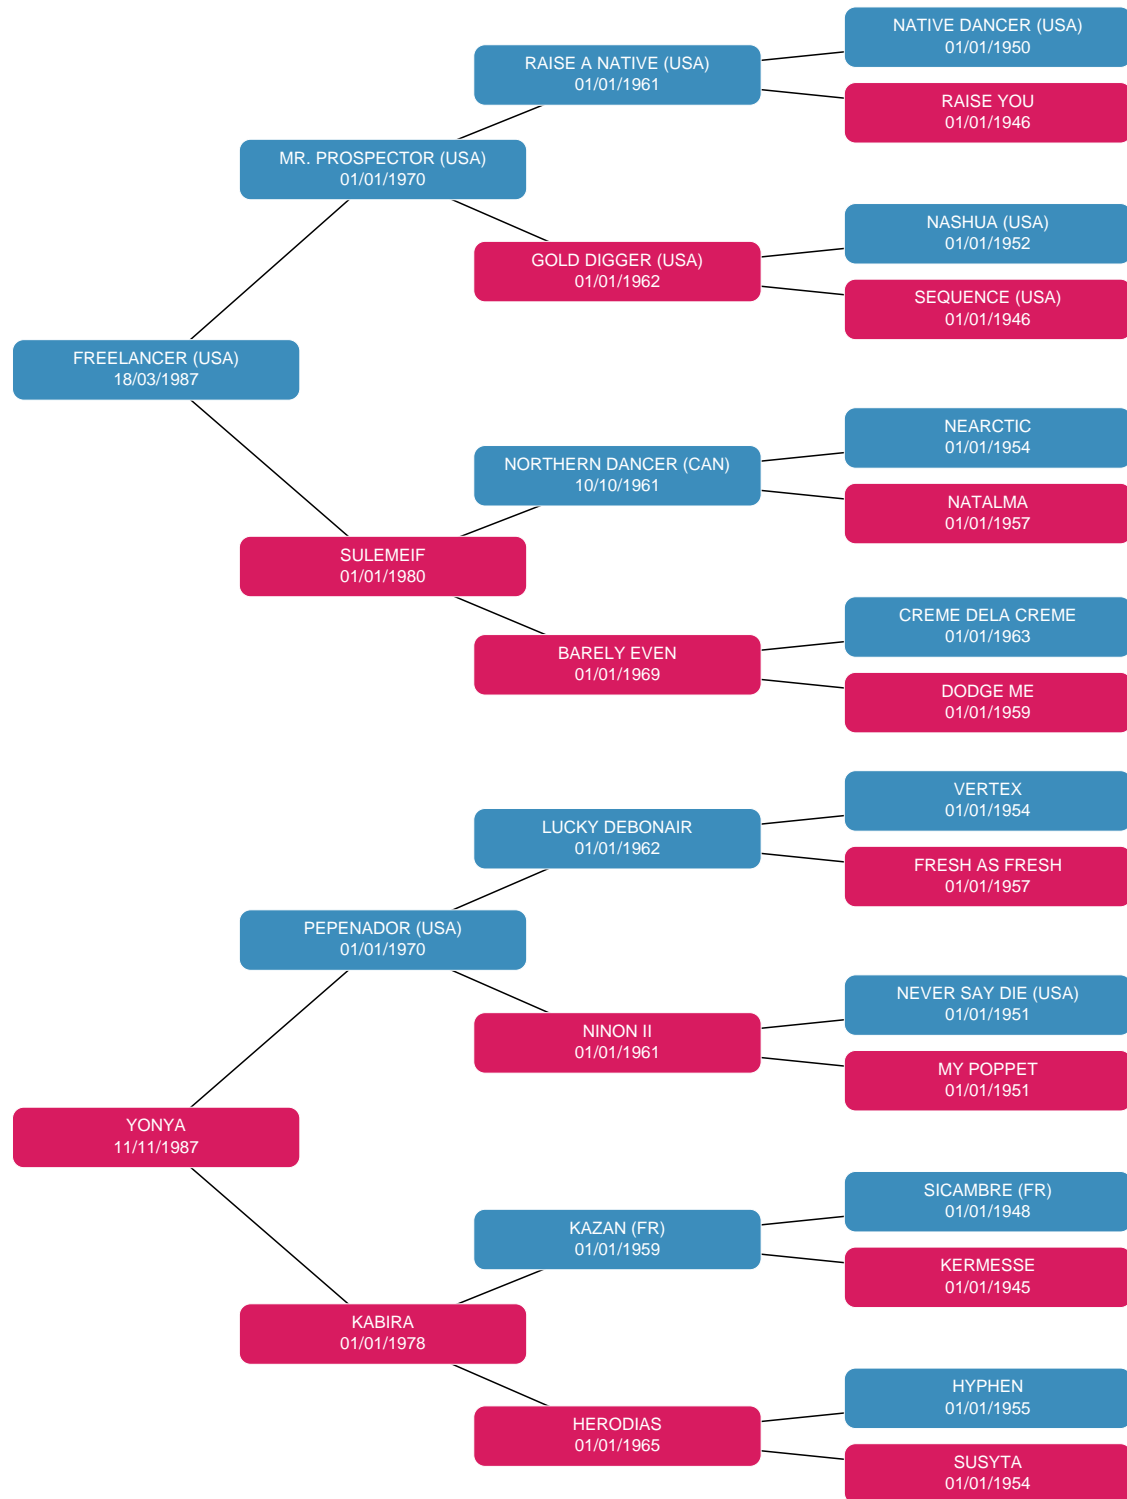 NATIVE DANCER (USA)
01/01/1950
RAISE A NATIVE (USA)
01/01/1961
RAISE YOU
01/01/1946
MR. PROSPECTOR (USA)
01/01/1970
NASHUA (USA)
01/01/1952
GOLD DIGGER (USA)
01/01/1962
SEQUENCE (USA)
01/01/1946
FREELANCER (USA)
18/03/1987
NEARCTIC
01/01/1954
NORTHERN DANCER (CAN)
10/10/1961
NATALMA
01/01/1957
SULEMEIF
01/01/1980
CREME DELA CREME
01/01/1963
BARELY EVEN
01/01/1969
DODGE ME
01/01/1959
VERTEX
01/01/1954
LUCKY DEBONAIR
01/01/1962
FRESH AS FRESH
01/01/1957
PEPENADOR (USA)
01/01/1970
NEVER SAY DIE (USA)
01/01/1951
NINON II
01/01/1961
MY POPPET
01/01/1951
YONYA
11/11/1987
SICAMBRE (FR)
01/01/1948
KAZAN (FR)
01/01/1959
KERMESSE
01/01/1945
KABIRA
01/01/1978
HYPHEN
01/01/1955
HERODIAS
01/01/1965
SUSYTA
01/01/1954